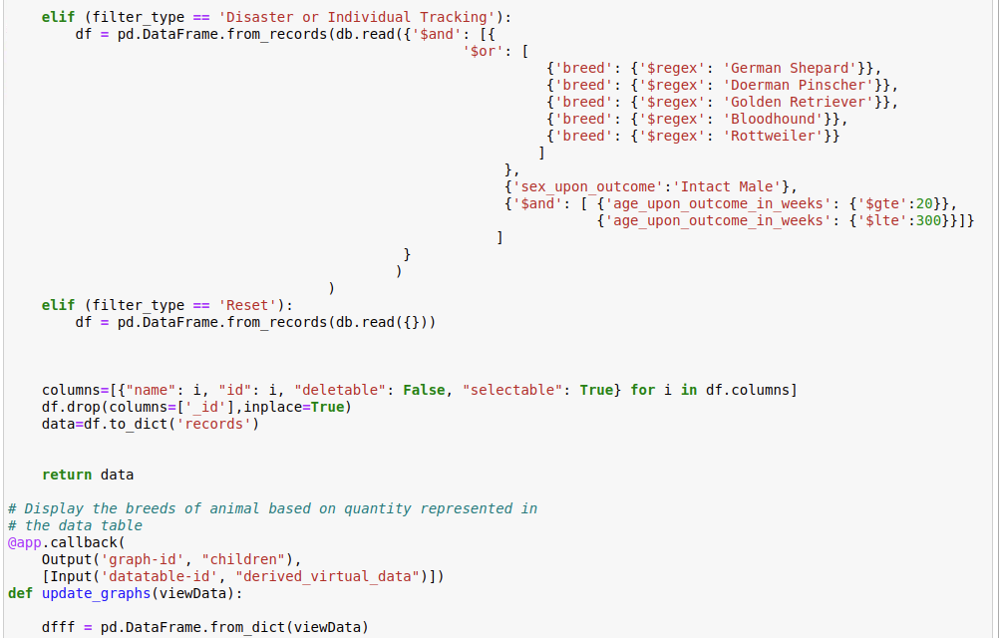 elif (filter_type == 'Disaster or Individual Tracking'):
df = pd.DataFrame.from_records(db.read({'$and': [{
'$or': [
{'breed': {'$regex': 'German Shepard'}},
{'breed': {'$regex': 'Doerman Pinscher'}},
{'breed': {'$regex': 'Golden Retriever'}},
{'breed': {'$regex': 'Bloodhound'}},
{'breed': {'$regex': 'Rottweiler'}}
]
},
{'sex_upon_outcome':'Intact Male'},
{'$and': [ {'age_upon_outcome_in_weeks': {'$gte':20}},
{'age_upon_outcome_in_weeks': {'$lte':300}}]}
]
}
)
)
elif (filter_type == 'Reset'):
df = pd.DataFrame.from_records(db.read({}))
columns=[{"name": i, "id": i, "deletable": False, "selectable": True} for i in df.columns]
df.drop(columns=['_id'],inplace=True)
data=df.to_dict('records')
return data
# Display the breeds of animal based on quantity represented in
# the data table
@app.callback(
Output('graph-id', "children"),
[Input('datatable-id', "derived_virtual_data")])
def update_graphs(viewData):
dfff = pd.DataFrame.from_dict(viewData)